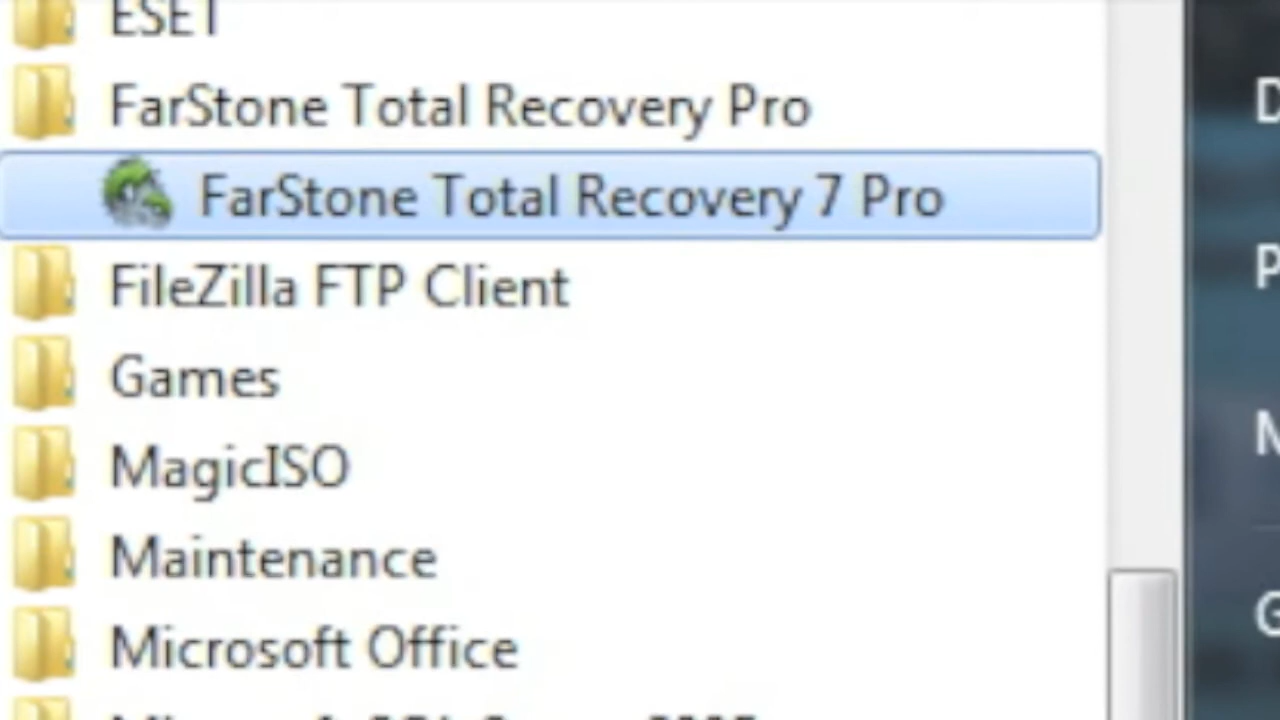 ESET
FarStone Total Recovery Pro
FarStone Total Recovery 7 Pro
FileZilla FTP Client
Games
MagicISO
Maintenance
Microsoft Office